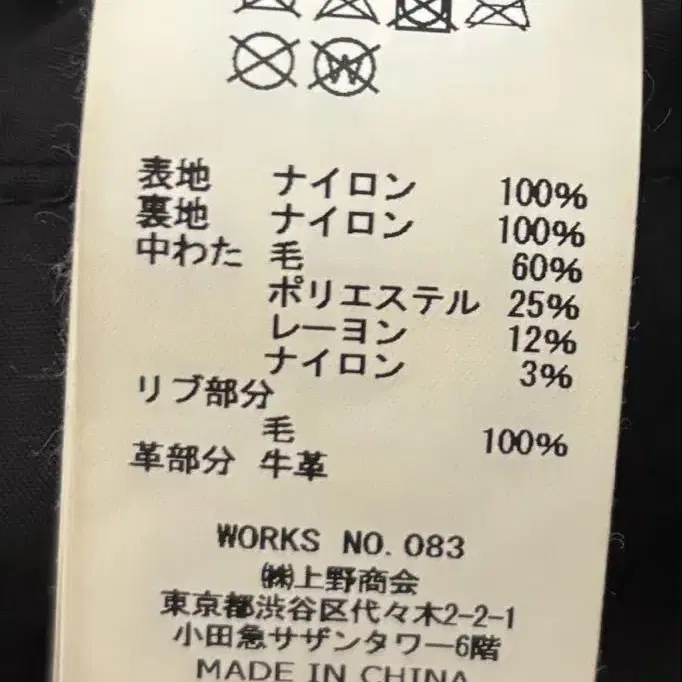 表地 ナイロン 100%
裏地 ナイロン 100%
中わた 毛 60%
ポリエステル 25%
レーヨン 12%
ナイロン 3%
リブ部分
毛 100%
革部分 牛革
WORKS NO. 083
㈱上野商会
東京都渋谷区代々木2-2-1
小田急サザンタワー6階
MADE IN CHINA